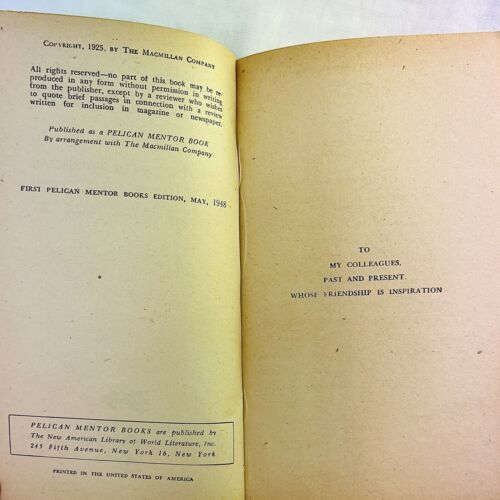 COPYRIGHT, 1925, BY THE MACMILLAN COMPANY
All rights reserved—no part of this book may be re-
produced in any form without permission in writing
from the publisher, except by a reviewer who wishes
to quote brief passages in connection with a review
written for inclusion in magazine or newspaper.
Published as a PELICAN MENTOR BOOK
By arrangement with The Macmillan Company
FIRST PELICAN MENTOR BOOKS EDITION, MAY, 1948
PELICAN MENTOR BOOKS are published by
The New American Library of World Literature, Inc.
245 Fifth Avenue, New York 16, New York
PRINTED IN THE UNITED STATES OF AMERICA
TO
MY COLLEAGUES,
PAST AND PRESENT,
WHOSE FRIENDSHIP IS INSPIRATION